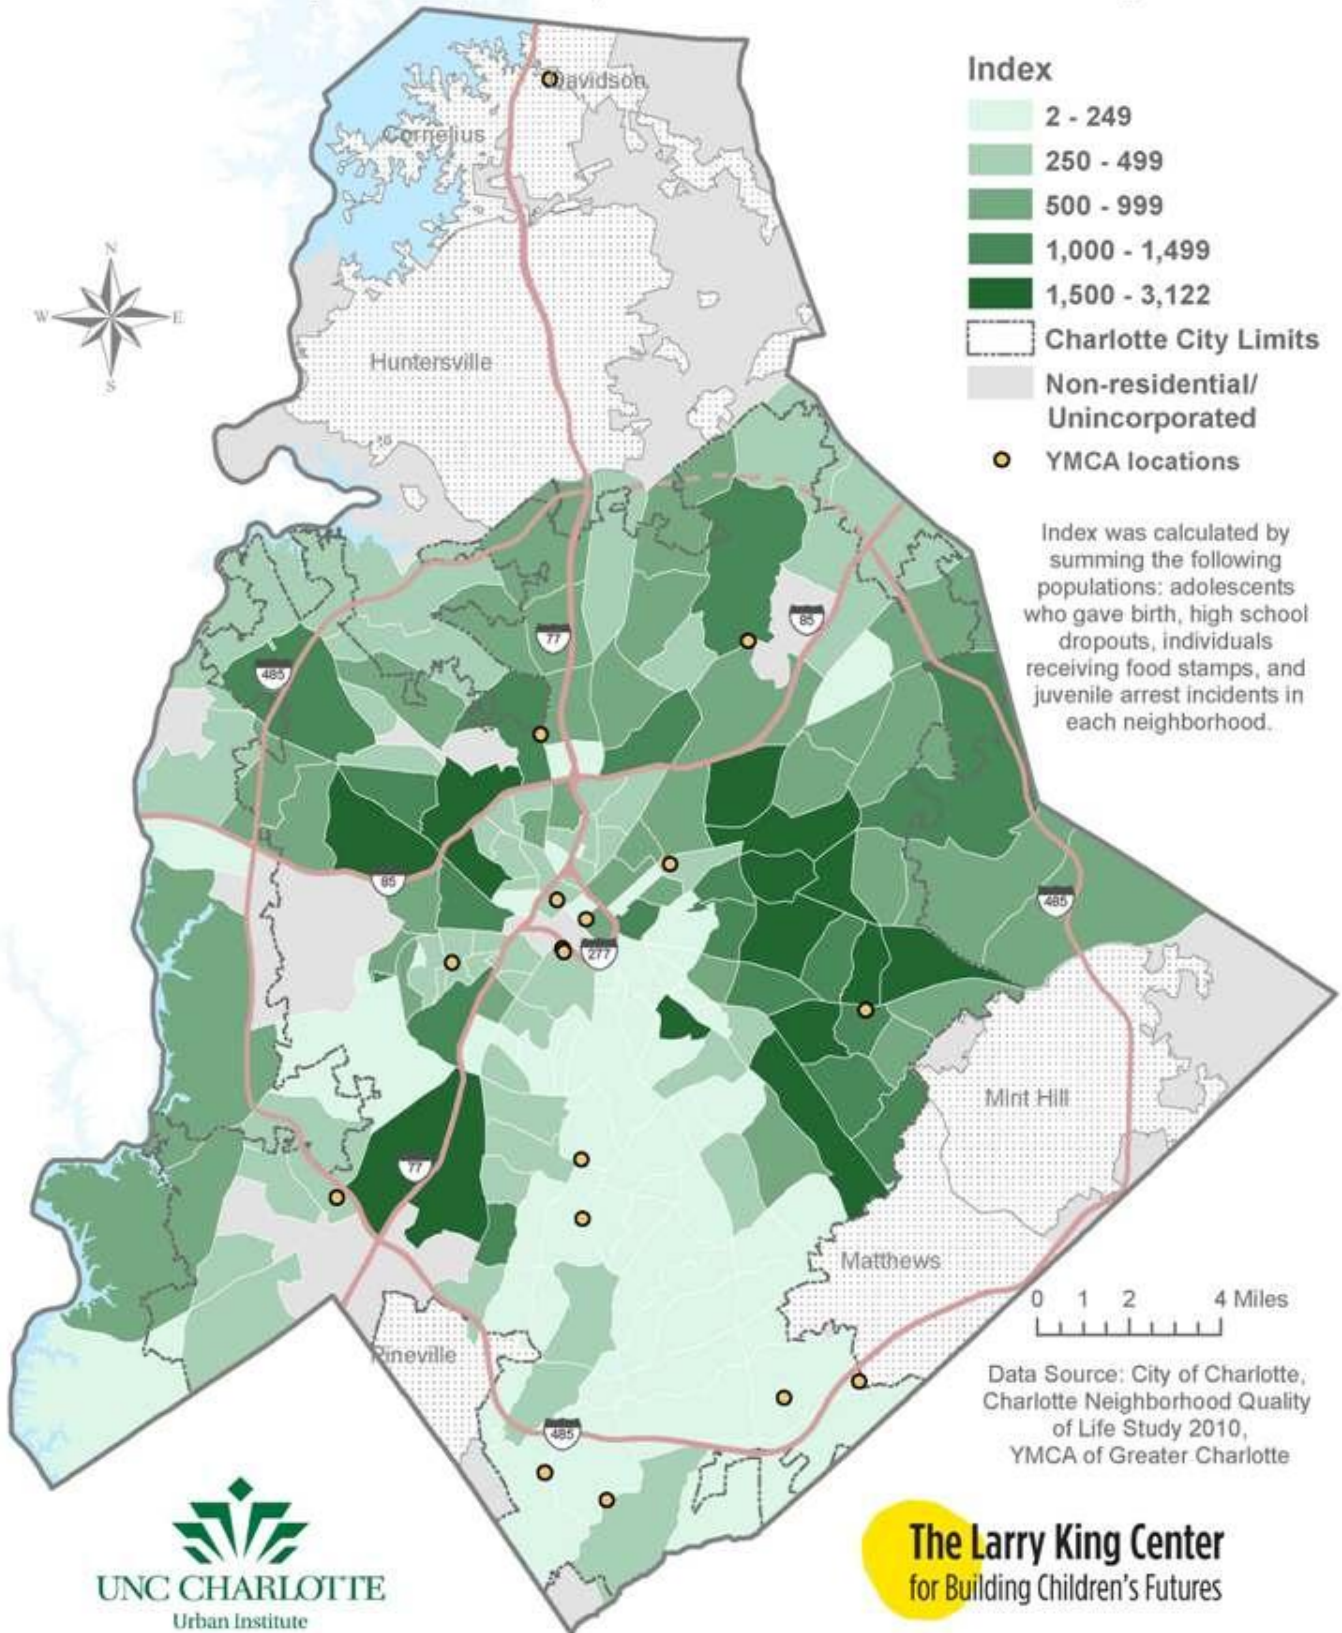 Davidson
Cornelius
Huntersville
N
W
E
S
Index
2 - 249
250 - 499
500 - 999
1,000 - 1,499
1,500 - 3,122
Charlotte City Limits
Non-residential/
Unincorporated
YMCA locations
Index was calculated by
summing the following
populations: adolescents
who gave birth, high school
dropouts, individuals
receiving food stamps, and
juvenile arrest incidents in
each neighborhood.
77
85
485
85
485
277
Mint Hill
77
Matthews
0 1 2 4 Miles
Pineville
Data Source: City of Charlotte,
Charlotte Neighborhood Quality
of Life Study 2010,
YMCA of Greater Charlotte
485
UNC CHARLOTTE
Urban Institute
The Larry King Center
for Building Children's Futures